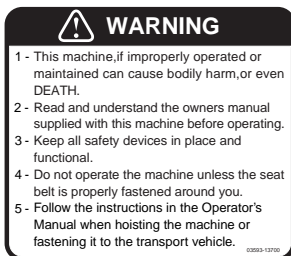 WARNING
1 - This machine,if improperly operated or
maintained can cause bodily harm,or even
DEATH.
2 - Read and understand the owners manual
supplied with this machine before operating.
3 - Keep all safety devices in place and
functional.
4 - Do not operate the machine unless the seat
belt is properly fastened around you.
5 - Follow the instructions in the Operator's
Manual when hoisting the machine or
fastening it to the transport vehicle.
03593-13700